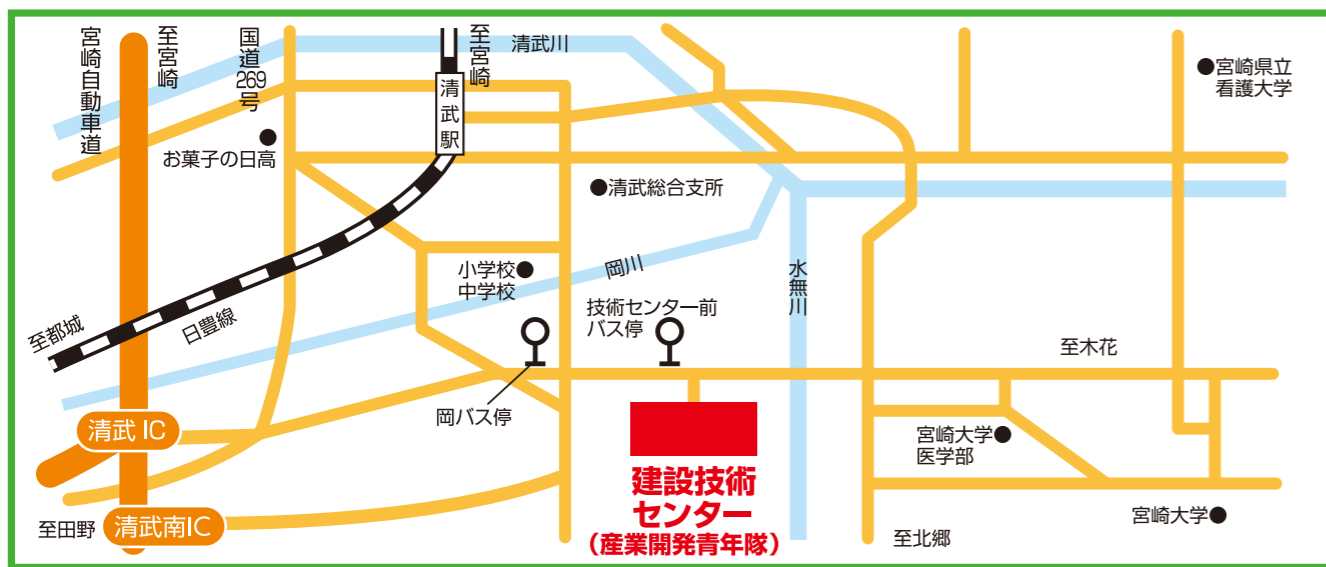 宮崎自動車道
至宮崎
国道269号
至宮崎
清武川
清武駅
宮崎県立
看護大学
お菓子の日高
清武総合支所
小学校
中学校
岡川
水無川
技術センター前
バス停
至都城
日豊線
至木花
岡バス停
清武 IC
宮崎大学
医学部
建設技術
センター
(産業開発青年隊)
至田野
清武南IC
至北郷
宮崎大学